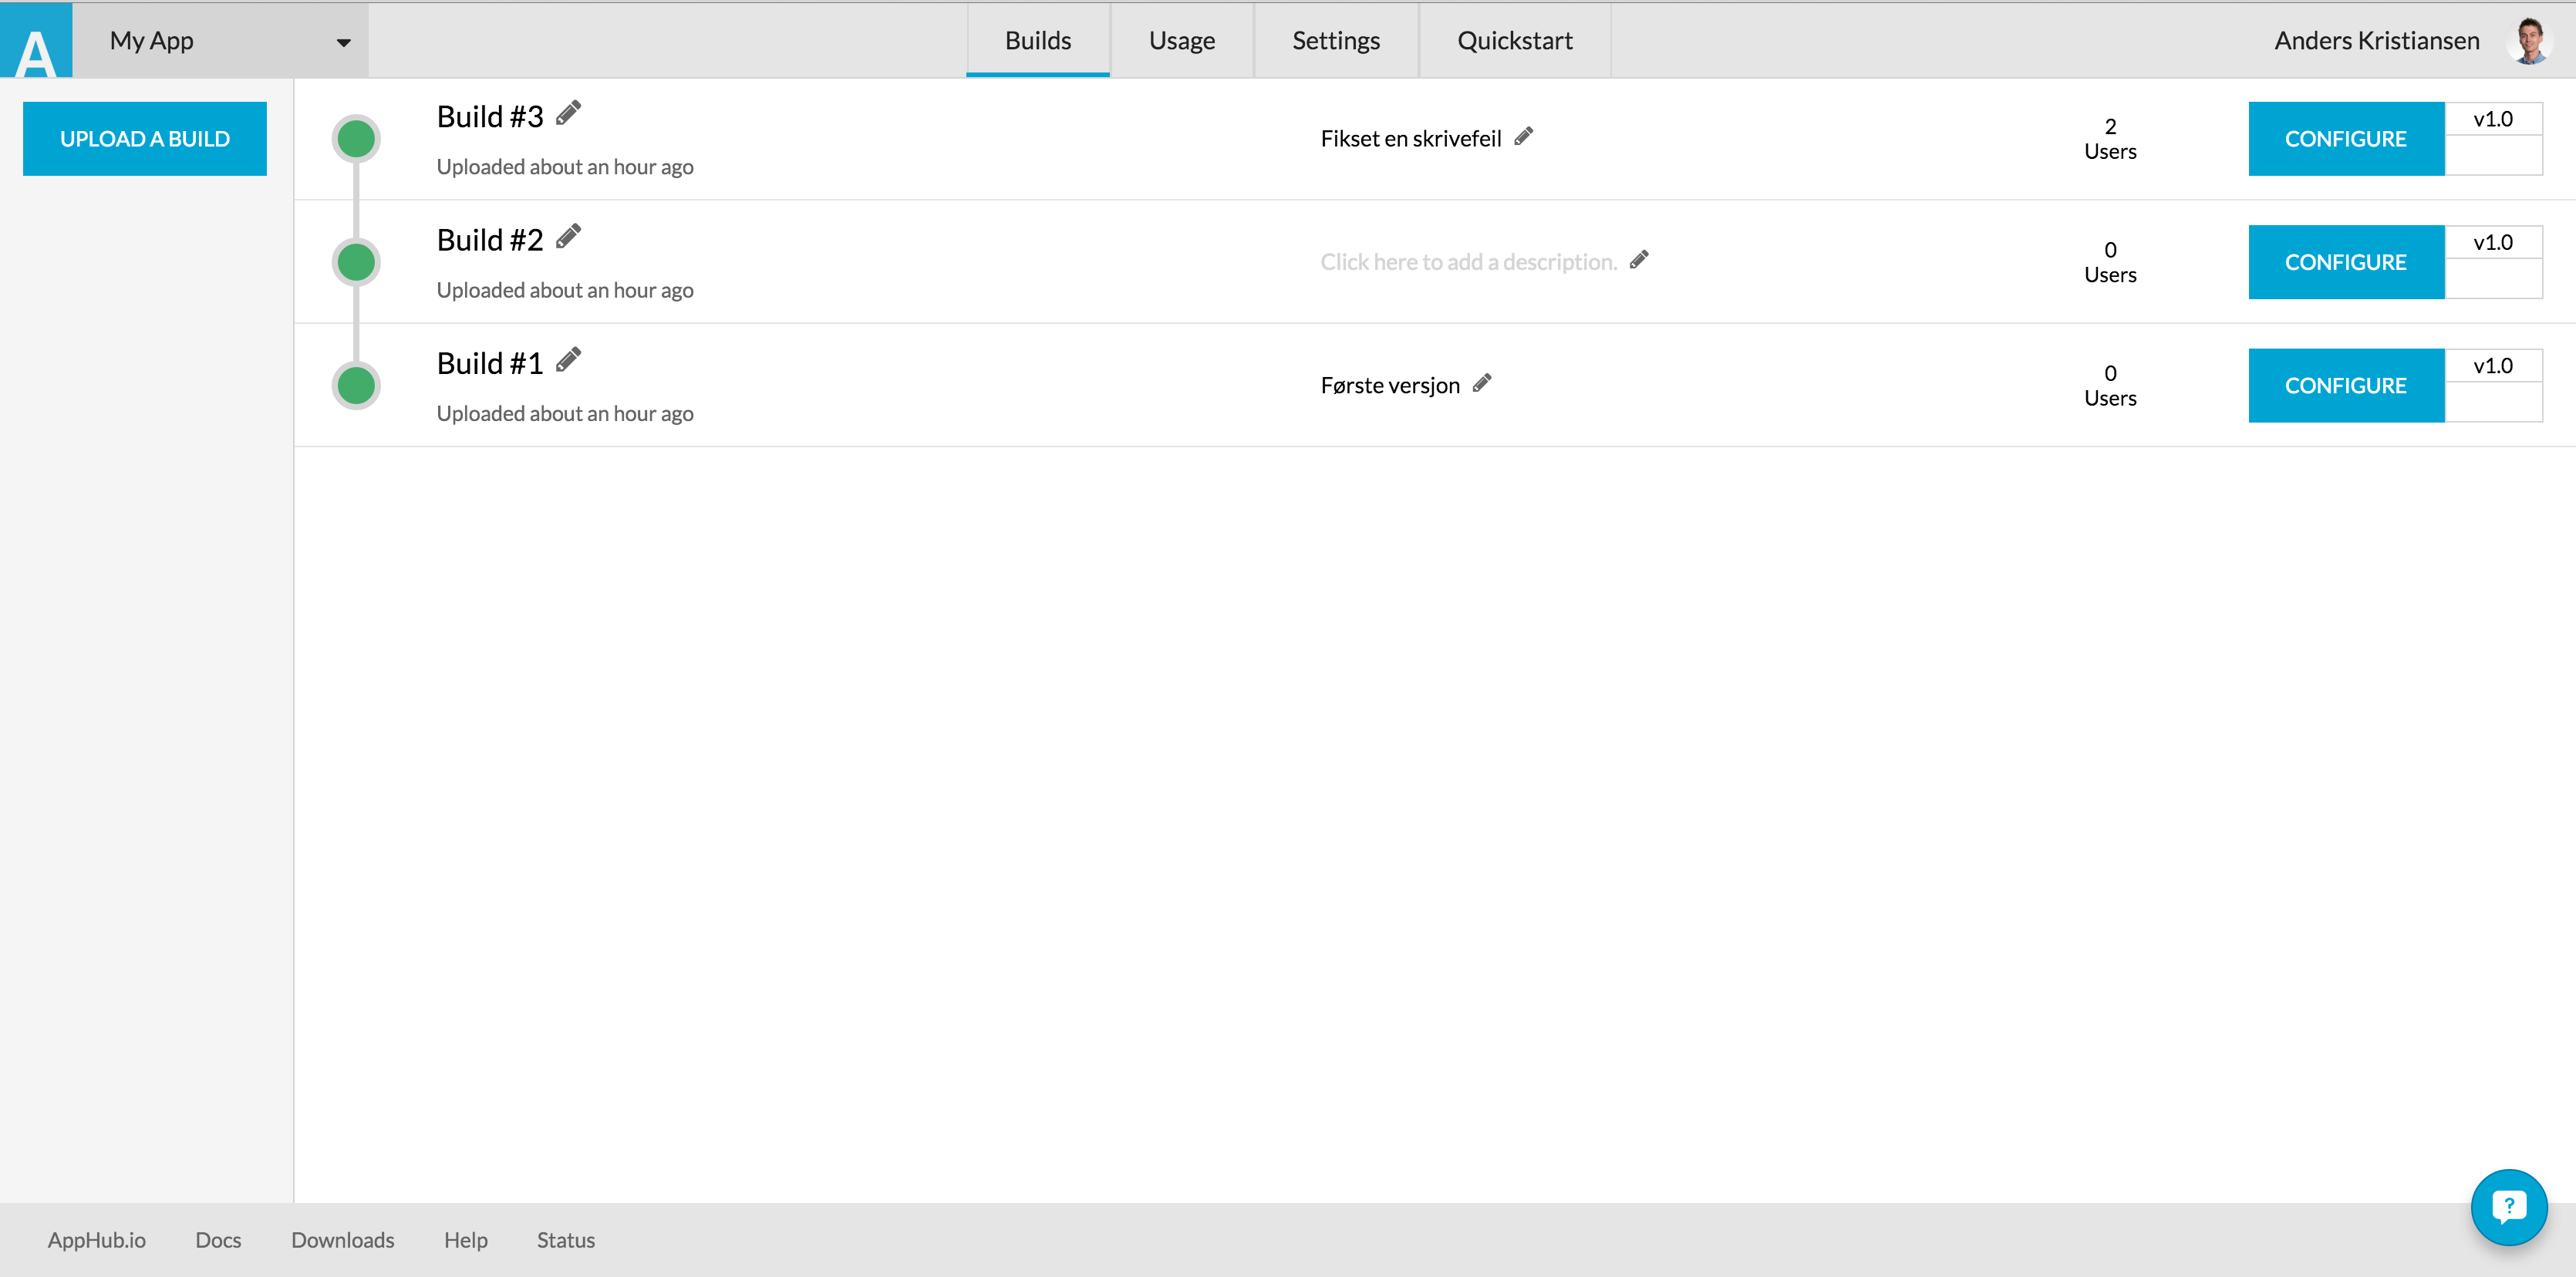 A
My App
Builds
Usage
Settings
Quickstart
Anders Kristiansen
UPLOAD A BUILD
Build #3
Uploaded about an hour ago
Fikset en skrivefeil
2
Users
CONFIGURE
v1.0
Build #2
Uploaded about an hour ago
Click here to add a description.
0
Users
CONFIGURE
v1.0
Build #1
Uploaded about an hour ago
Første versjon
0
Users
CONFIGURE
v1.0
?
AppHub.io
Docs
Downloads
Help
Status